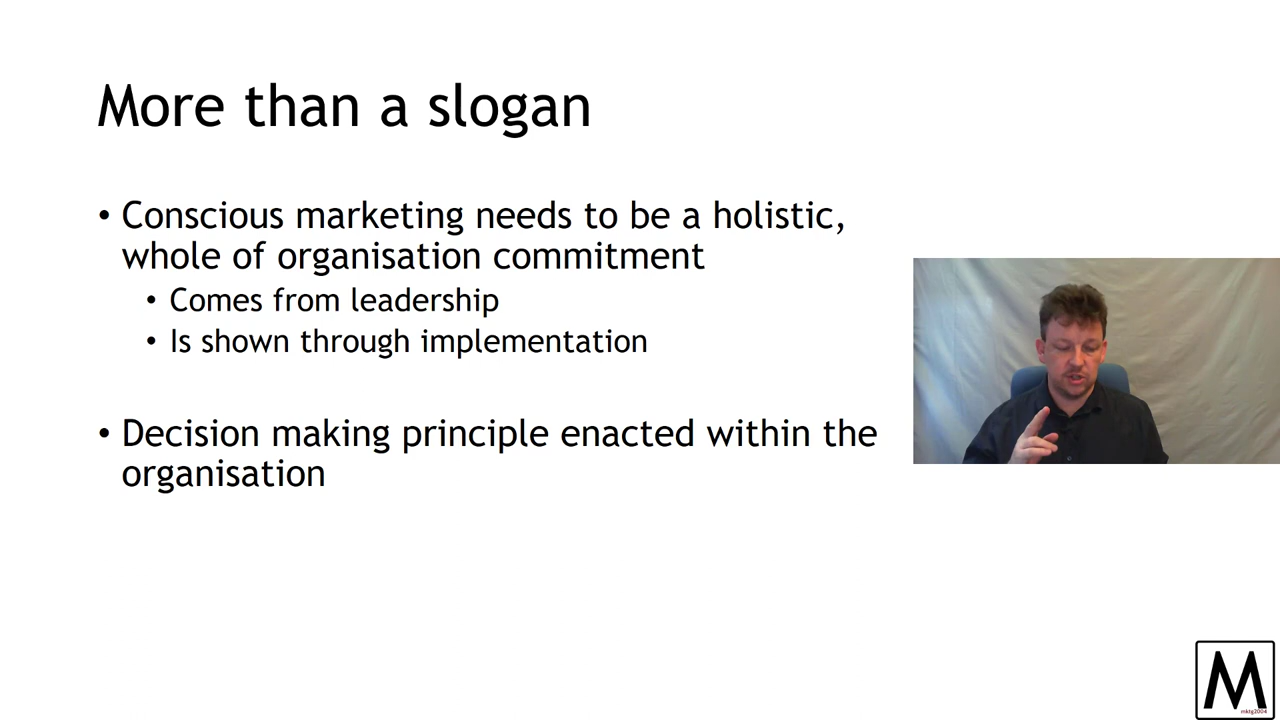 More than a slogan
• Conscious marketing needs to be a holistic,
whole of organisation commitment
• Comes from leadership
• Is shown through implementation
• Decision making principle enacted within the
organisation
M
mktg2004